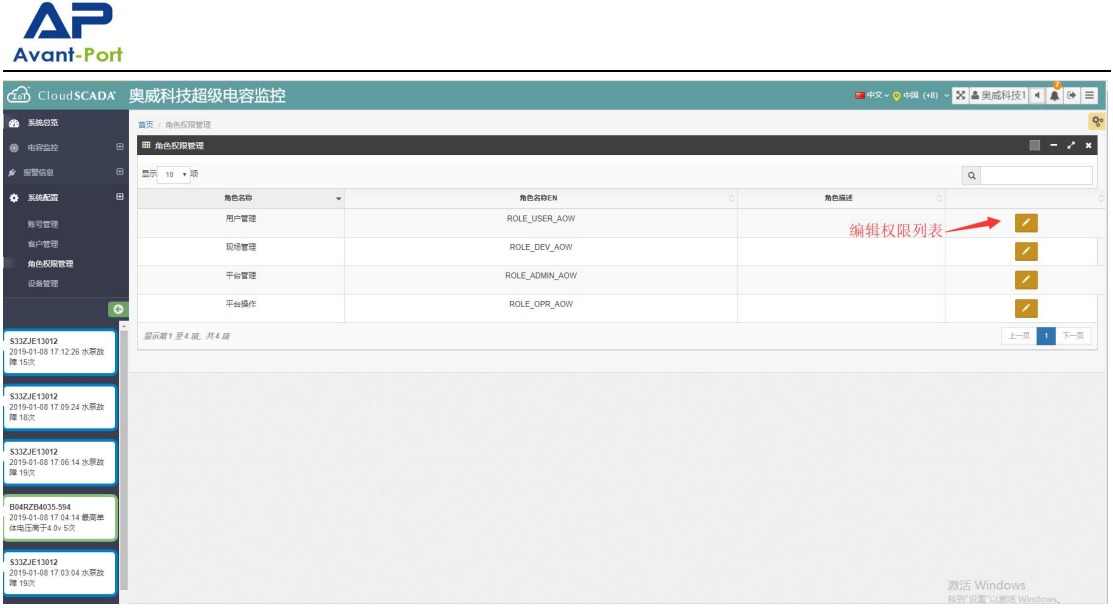 AP
Avant-Port
IoT CloudSCADA 奥威科技超级电容监控 中文 中国 (+8) 奥威科技1
系统总览
首页 / 角色权限管理
电容监控
角色权限管理
报警信息
显示 10 项
系统配置
角色名称 角色名称EN 角色描述
账号管理
用户管理 ROLE_USER_AOW
编辑权限列表
客户管理
现场管理 ROLE_DEV_AOW
角色权限管理
平台管理 ROLE_ADMIN_AOW
设备管理
平台操作 ROLE_OPR_AOW
显示第 1 至 4 项, 共 4 项 上一页 1 下一页
S33ZJE13012
2019-01-08 17:12:26 水泵故
障 15次
S33ZJE13012
2019-01-08 17:09:24 水泵故
障 18次
S33ZJE13012
2019-01-08 17:06:14 水泵故
障 19次
B04RZB4035-594
2019-01-08 17:04:14 最高单
体电压高于4.0v 5次
S33ZJE13012
2019-01-08 17:03:04 水泵故
障 19次
激活 Windows
转到"设置"以激活 Windows。